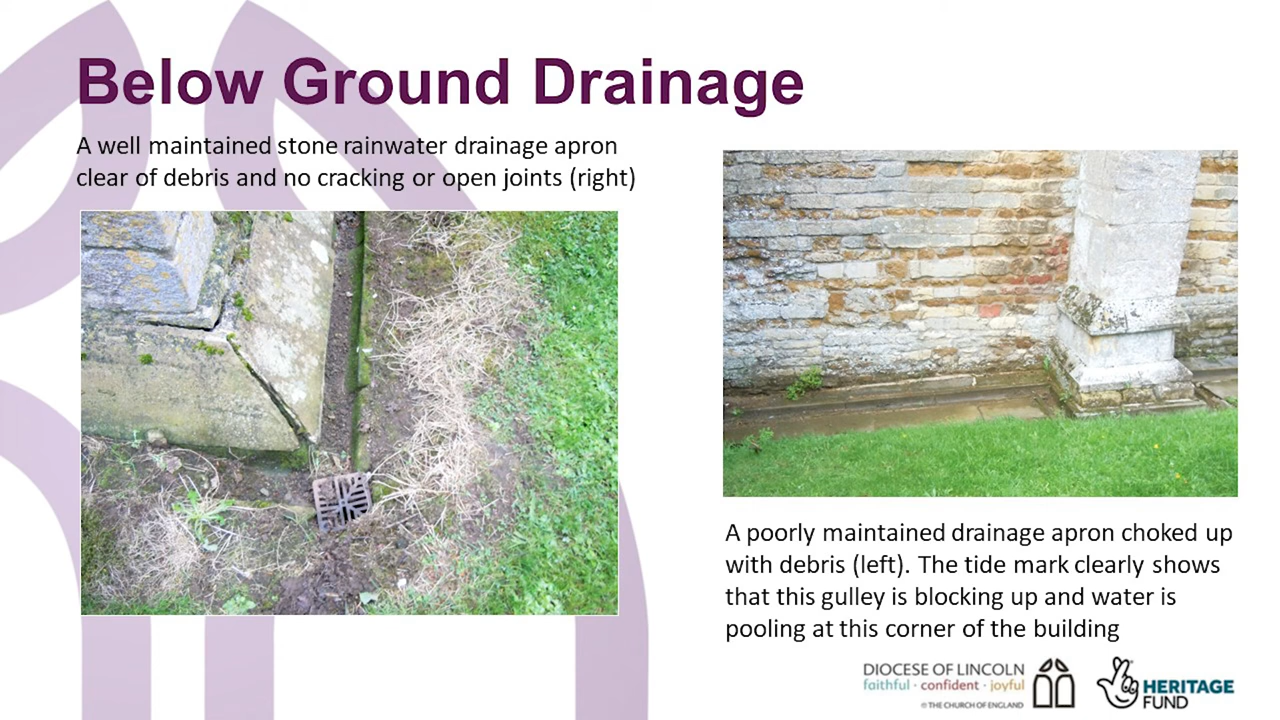 Below Ground Drainage
A well maintained stone rainwater drainage apron
clear of debris and no cracking or open joints (right)
A poorly maintained drainage apron choked up
with debris (left). The tide mark clearly shows
that this gulley is blocking up and water is
pooling at this corner of the building
DIOCESE OF LINCOLN
faithful · confident · joyful
© THE CHURCH OF ENGLAND
HERITAGE
FUND